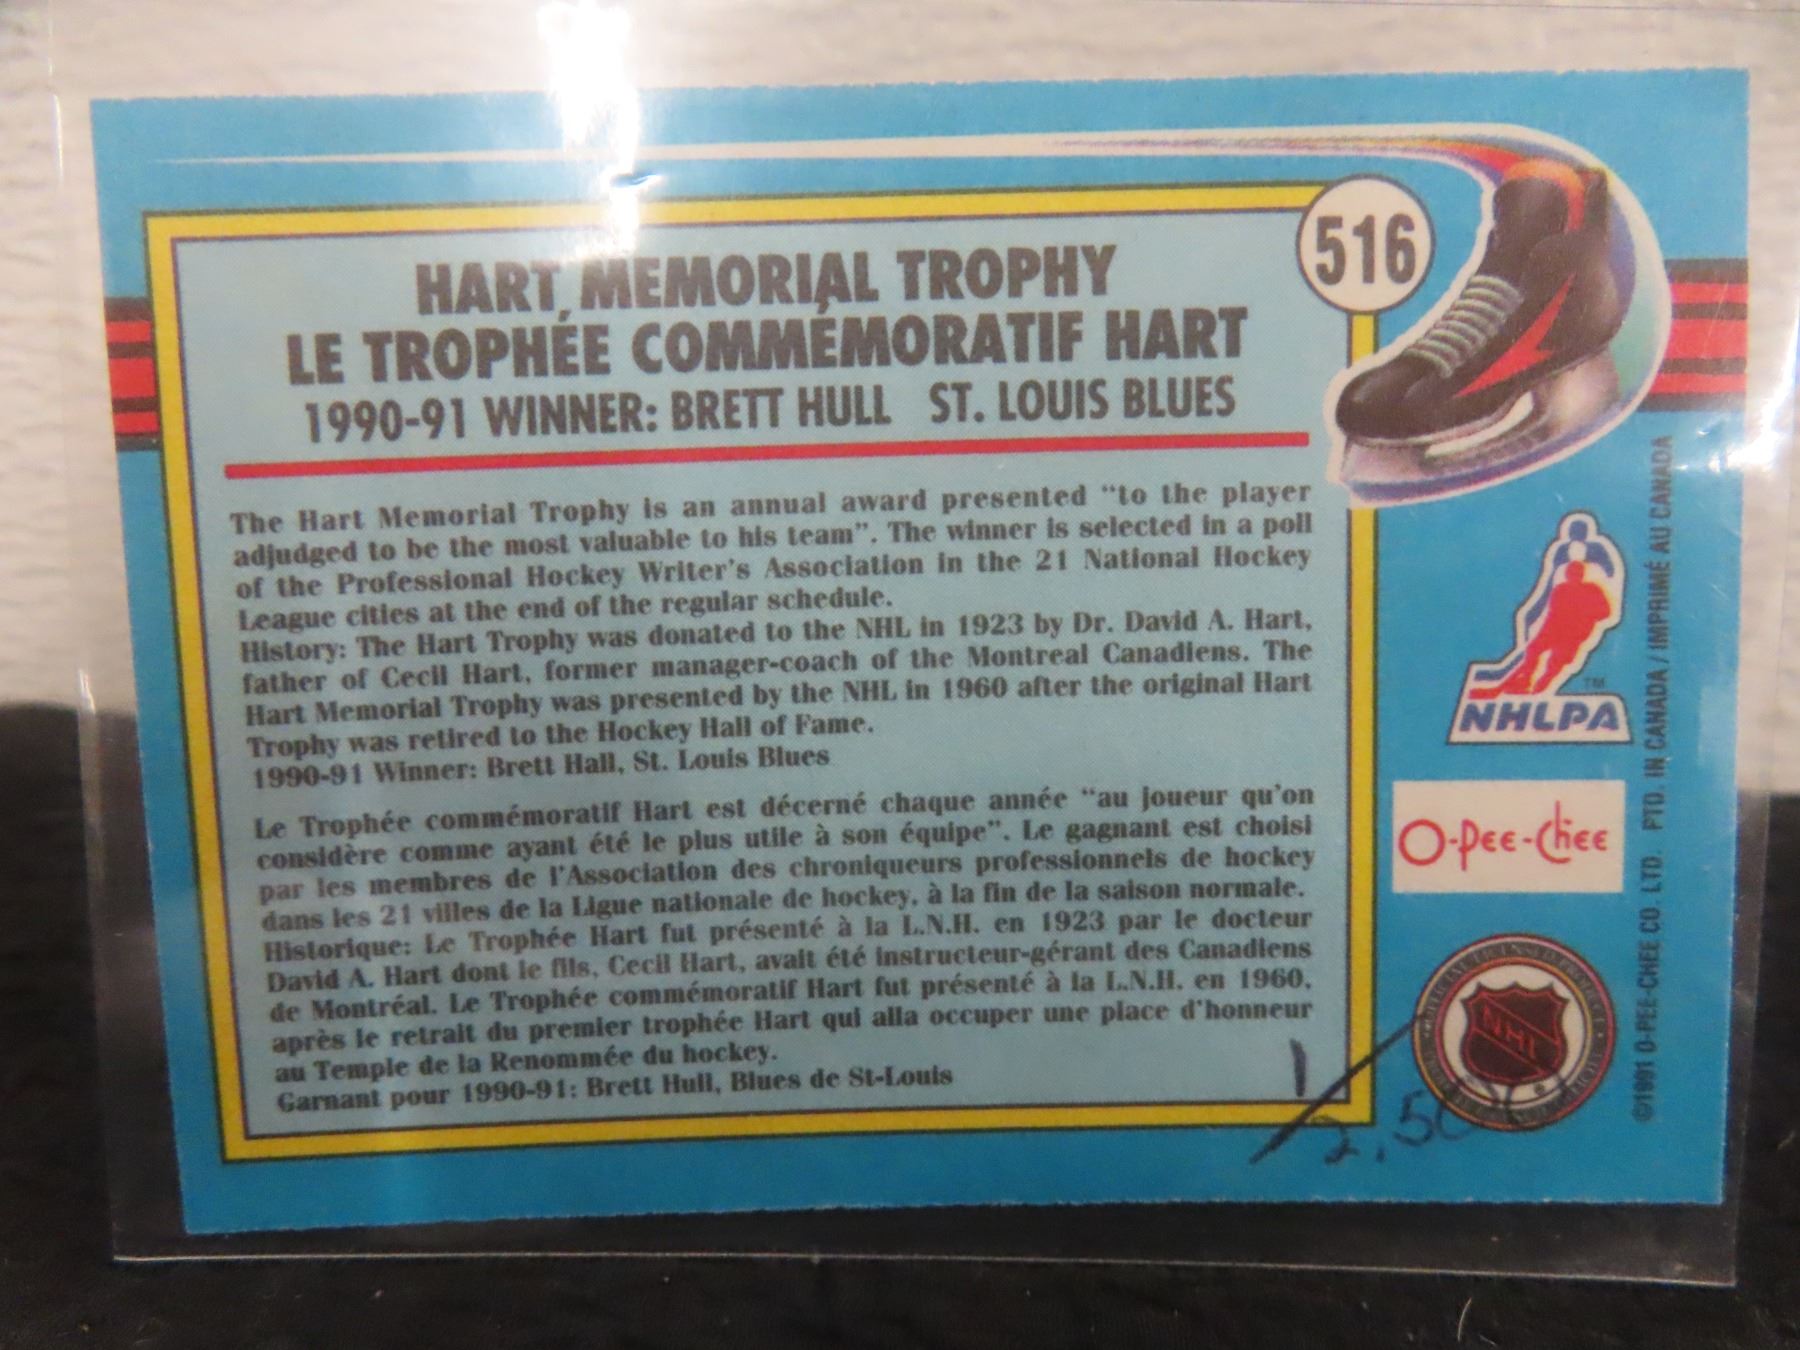 516
HART MEMORIAL TROPHY
LE TROPHÉE COMMÉMORATIF HART
1990-91 WINNER: BRETT HULL ST. LOUIS BLUES
The Hart Memorial Trophy is an annual award presented "to the player
adjudged to be the most valuable to his team". The winner is selected in a poll
of the Professional Hockey Writer's Association in the 21 National Hockey
League cities at the end of the regular schedule.
History: The Hart Trophy was donated to the NHL in 1923 by Dr. David A. Hart,
father of Cecil Hart, former manager-coach of the Montreal Canadiens. The
Hart Memorial Trophy was presented by the NHL in 1960 after the original Hart
Trophy was retired to the Hockey Hall of Fame.
1990-91 Winner: Brett Hall, St. Louis Blues
Le Trophée commémoratif Hart est décerné chaque année "au joueur qu'on
considère comme ayant été le plus utile à son équipe". Le gagnant est choisi
par les membres de l'Association des chroniqueurs professionnels de hockey
dans les 21 villes de la Ligue nationale de hockey, à la fin de la saison normale.
Historique: Le Trophée Hart fut présenté à la L.N.H. en 1923 par le docteur
David A. Hart dont le fils, Cecil Hart, avait été instructeur-gérant des Canadiens
de Montréal. Le Trophée commémoratif Hart fut présenté à la L.N.H. en 1960,
après le retrait du premier trophée Hart qui alla occuper une place d'honneur
au Temple de la Renommée du hockey.
Garnant pour 1990-91: Brett Hull, Blues de St-Louis
TM
NHLPA
O-Pee-Chee
NHL
©1991 O-PEE-CHEE CO. LTD. PTD. IN CANADA / IMPRIMÉ AU CANADA
1